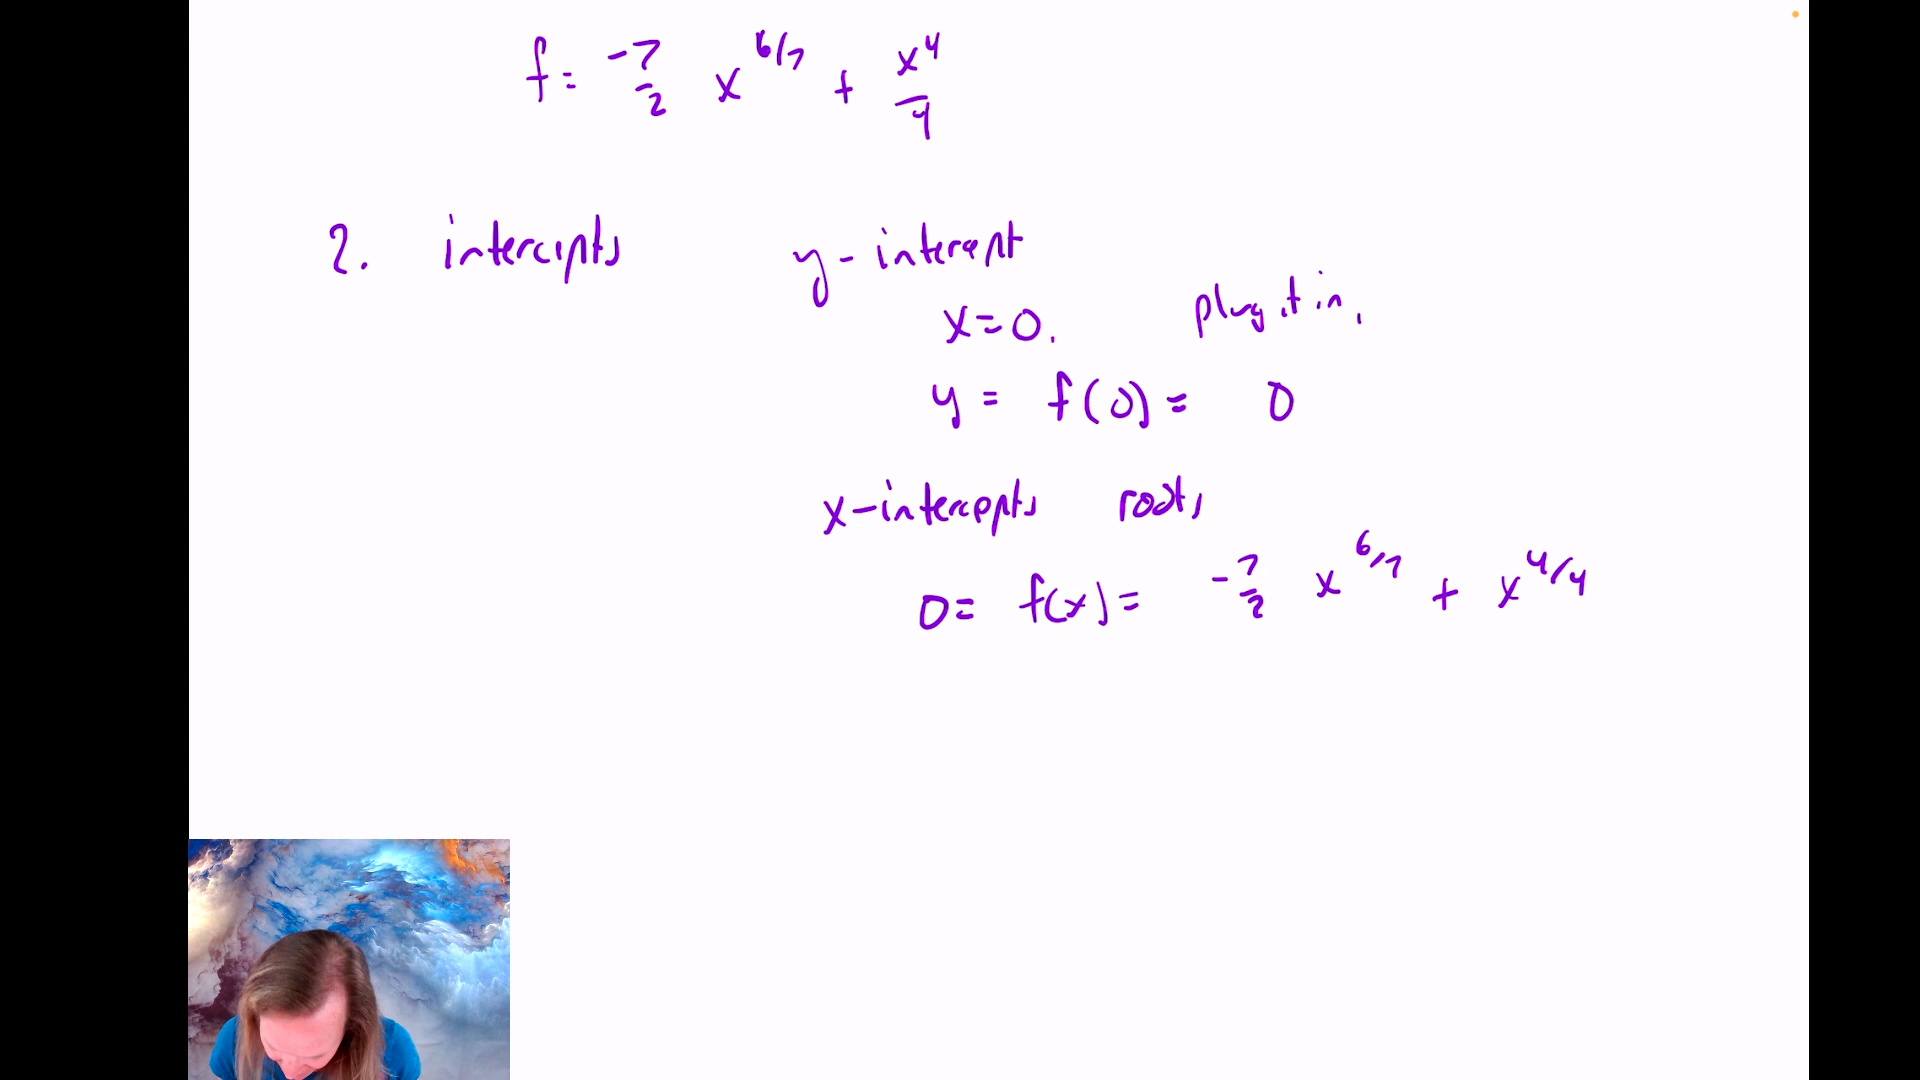 f = -7/2 x^6/7 + x^4/4
2. intercepts y-intercept
x=0. plug it in.
y = f(0) = 0
x-intercepts roots
0 = f(x) = -7/2 x^6/7 + x^4/4